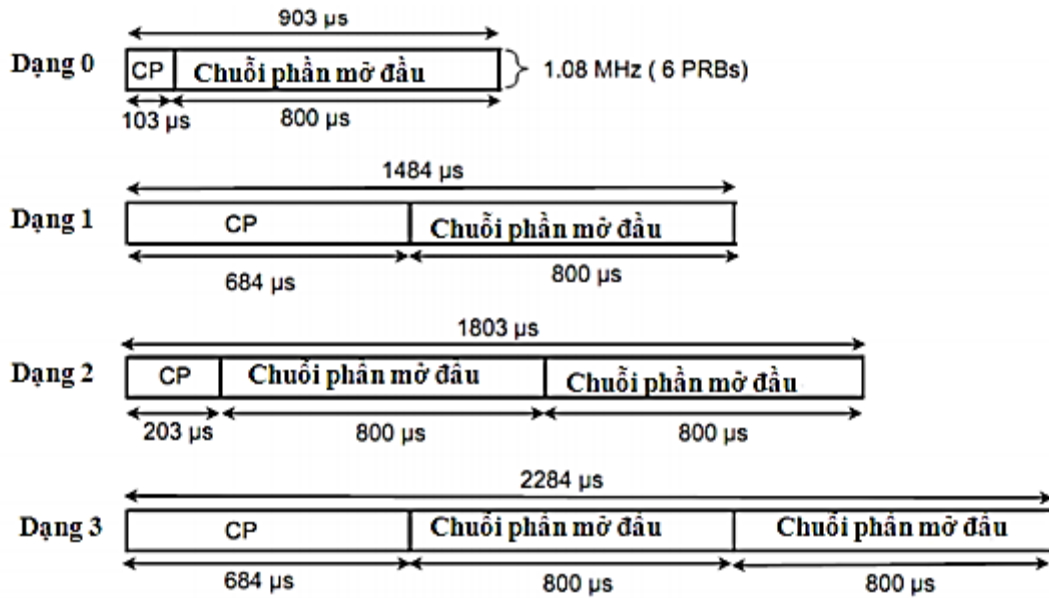 903 µs
Dạng 0
CP
Chuỗi phần mở đầu
1.08 MHz ( 6 PRBs)
103 µs
800 µs
1484 µs
Dạng 1
CP
Chuỗi phần mở đầu
684 µs
800 µs
1803 µs
Dạng 2
CP
Chuỗi phần mở đầu
Chuỗi phần mở đầu
203 µs
800 µs
800 µs
2284 µs
Dạng 3
CP
Chuỗi phần mở đầu
Chuỗi phần mở đầu
684 µs
800 µs
800 µs